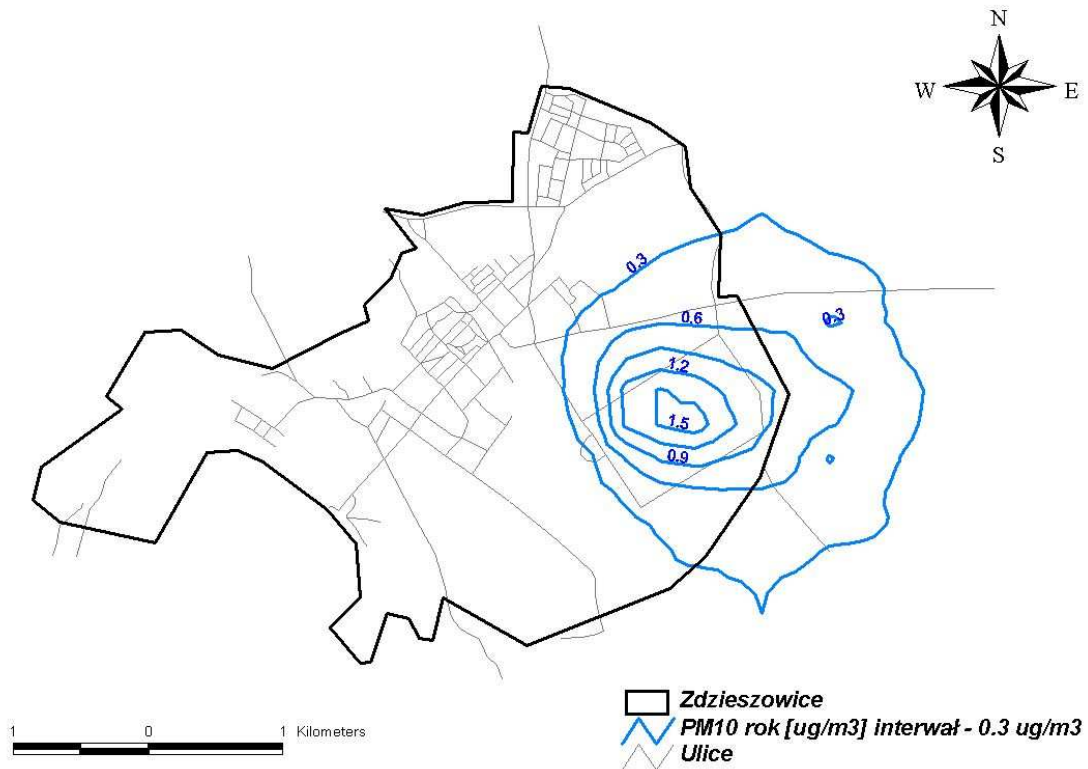 N
W
E
S
0.3
0.6
0.3
1.2
1.5
0.9
Zdzieszowice
PM10 rok [ug/m3] interwał - 0.3 ug/m3
Ulice
1 0 1 Kilometers